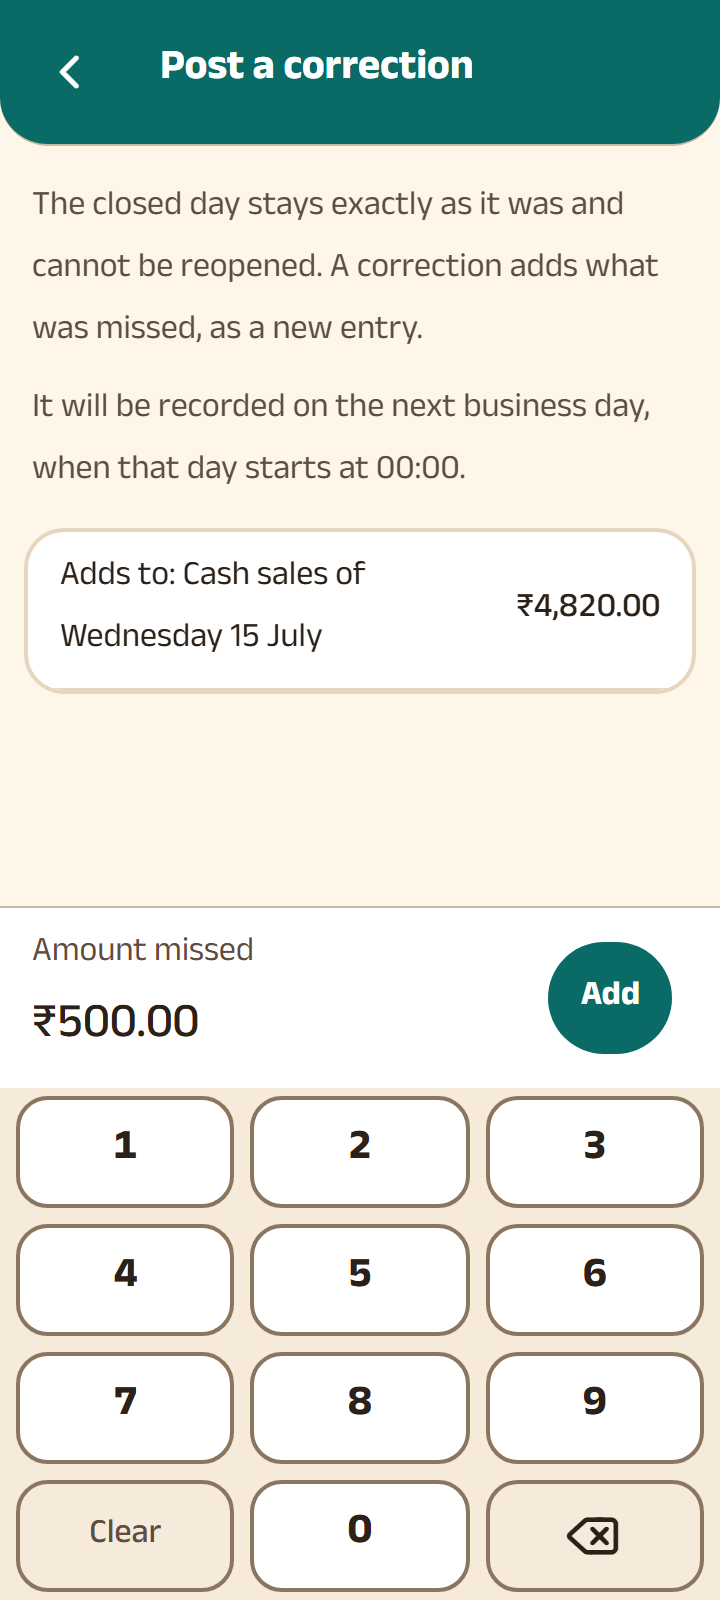 Post a correction
The closed day stays exactly as it was and
cannot be reopened. A correction adds what
was missed, as a new entry.
It will be recorded on the next business day,
when that day starts at 00:00.
Adds to: Cash sales of
Wednesday 15 July
₹4,820.00
Amount missed
₹500.00
Add
1 2 3
4 5 6
7 8 9
Clear 0